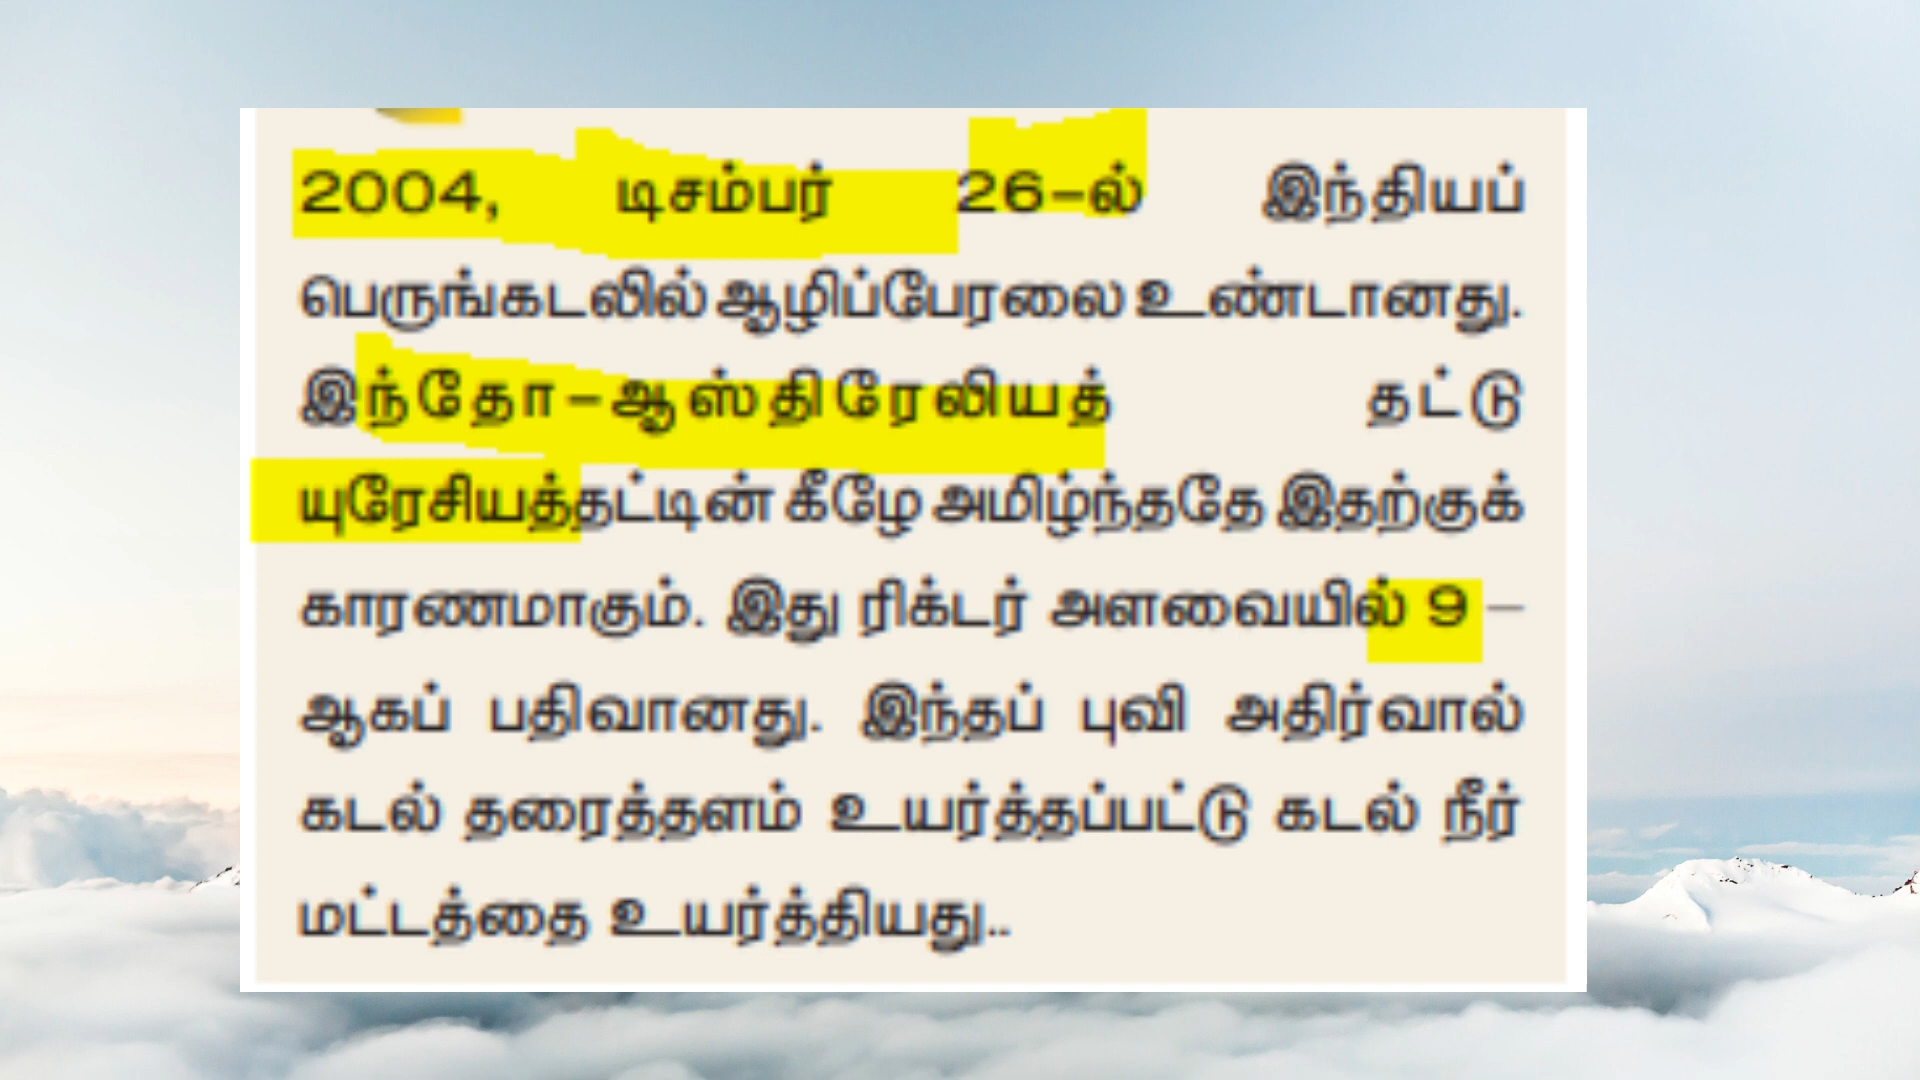 2004, டிசம்பர் 26-ல் இந்தியப்
பெருங்கடலில் ஆழிப்பேரலை உண்டானது.
இந்தோ-ஆஸ்திரேலியத் தட்டு
யுரேசியத்தட்டின் கீழே அமிழ்ந்ததே இதற்குக்
காரணமாகும். இது ரிக்டர் அளவையில் 9 –
ஆகப் பதிவானது. இந்தப் புவி அதிர்வால்
கடல் தரைத்தளம் உயர்த்தப்பட்டு கடல் நீர்
மட்டத்தை உயர்த்தியது..